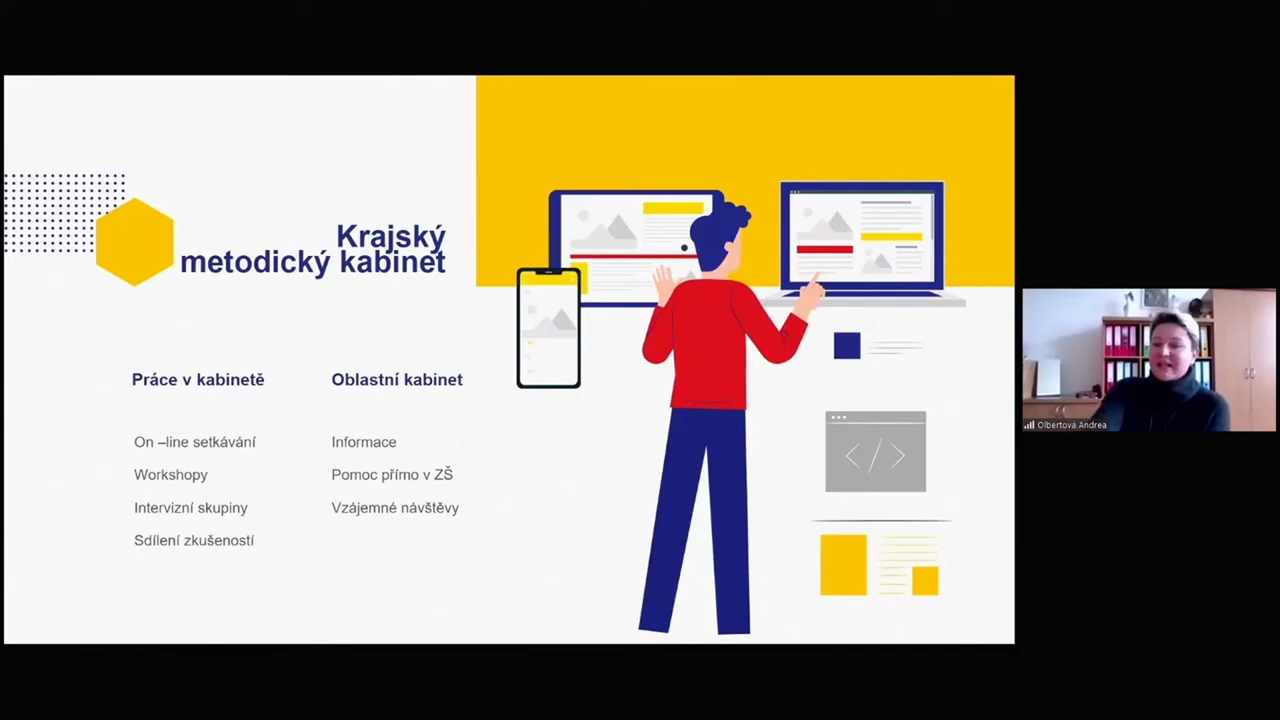 Krajský
metodický kabinet
Práce v kabinetě
On –line setkávání
Workshopy
Intervizní skupiny
Sdílení zkušeností
Oblastní kabinet
Informace
Pomoc přímo v ZŠ
Vzájemné návštěvy
</>
Olbertová Andrea